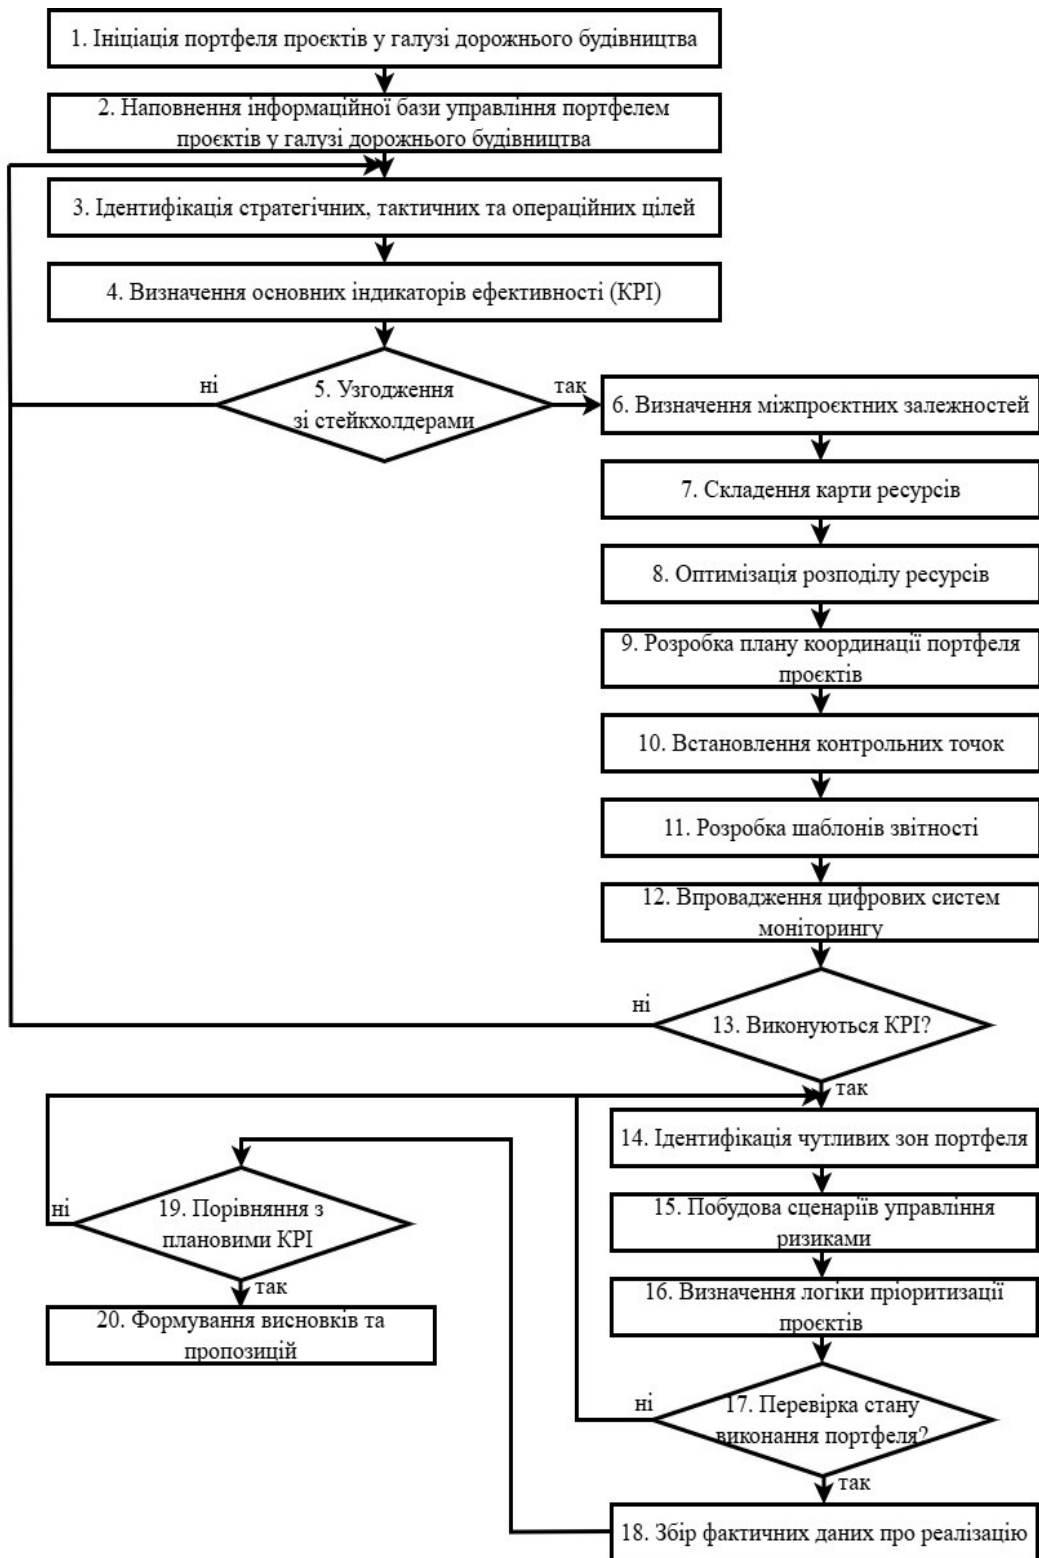 1. Ініціація портфеля проєктів у галузі дорожнього будівництва
2. Наповнення інформаційної бази управління портфелем
проєктів у галузі дорожнього будівництва
3. Ідентифікація стратегічних, тактичних та операційних цілей
4. Визначення основних індикаторів ефективності (КРІ)
ні
5. Узгодження
зі стейкхолдерами
так
6. Визначення міжпроєктних залежностей
7. Складення карти ресурсів
8. Оптимізація розподілу ресурсів
9. Розробка плану координації портфеля
проєктів
10. Встановлення контрольних точок
11. Розробка шаблонів звітності
12. Впровадження цифрових систем
моніторингу
ні
13. Виконуються КРІ?
так
14. Ідентифікація чутливих зон портфеля
15. Побудова сценаріїв управління
ризиками
16. Визначення логіки пріоритизації
проєктів
ні
17. Перевірка стану
виконання портфеля?
так
18. Збір фактичних даних про реалізацію
ні
19. Порівняння з
плановими КРІ
так
20. Формування висновків та
пропозицій